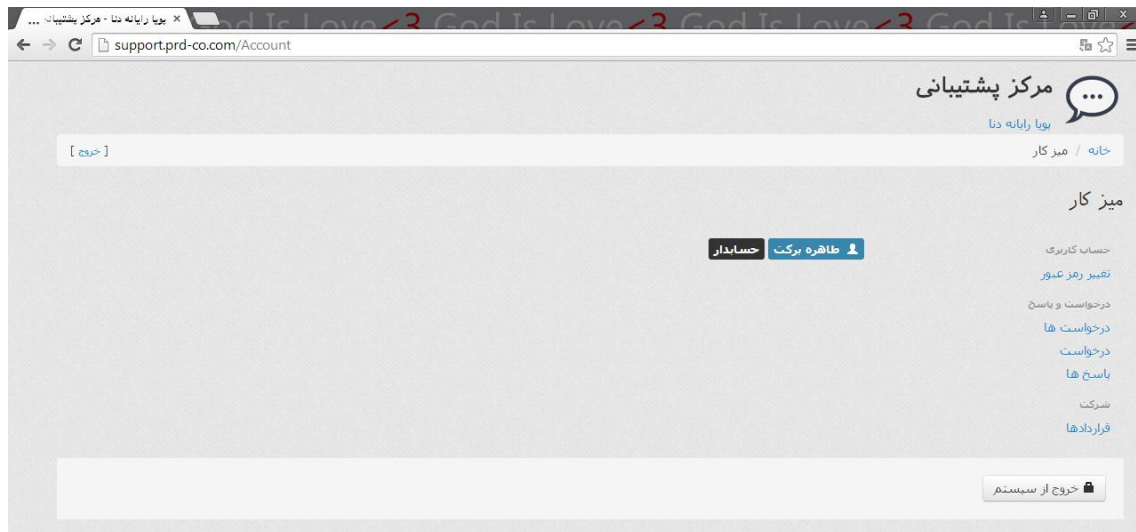 God Is Love <3 God Is Love <3 God Is Love <3 God Is Love
پویا رایانه دنا - مرکز پشتیبانی ...
support.prd-co.com/Account
مرکز پشتیبانی
پویا رایانه دنا
خانه / میز کار
[ خروج ]
میز کار
حساب کاربری
طاهره برکت حسابدار
تغییر رمز عبور
درخواست و پاسخ
درخواست ها
درخواست
پاسخ ها
شرکت
قراردادها
خروج از سیستم